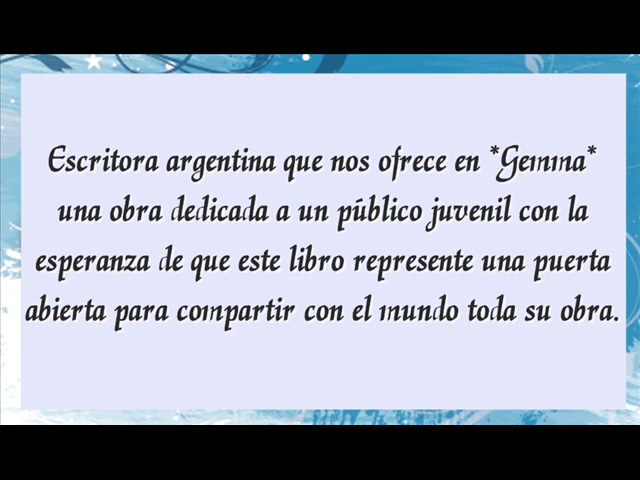 Escritora argentina que nos ofrece en *Gemma*
una obra dedicada a un público juvenil con la
esperanza de que este libro represente una puerta
abierta para compartir con el mundo toda su obra.